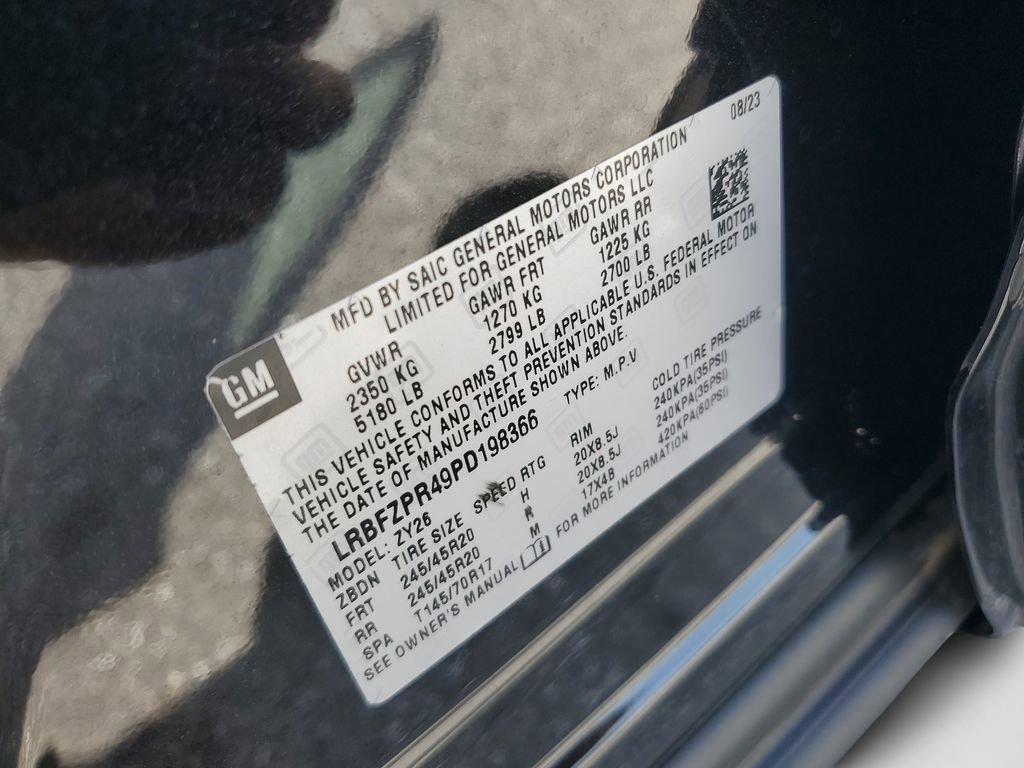 GM
MFD BY SAIC GENERAL MOTORS CORPORATION 08/23
LIMITED FOR GENERAL MOTORS LLC
GVWR GAWR FRT GAWR RR
2350 KG 1270 KG 1225 KG
5180 LB 2799 LB 2700 LB
THIS VEHICLE CONFORMS TO ALL APPLICABLE U.S. FEDERAL MOTOR
VEHICLE SAFETY AND THEFT PREVENTION STANDARDS IN EFFECT ON
THE DATE OF MANUFACTURE SHOWN ABOVE.
LRBFZPR49PD198366 TYPE: M.P.V
MODEL: ZY26
ZBDN TIRE SIZE SPEED RTG RIM COLD TIRE PRESSURE
FRT 245/45R20 H 20X8.5J 240KPA(35PSI)
RR 245/45R20 H 20X8.5J 240KPA(35PSI)
SPA T145/70R17 M 17X4B 420KPA(60PSI)
SEE OWNER'S MANUAL FOR MORE INFORMATION